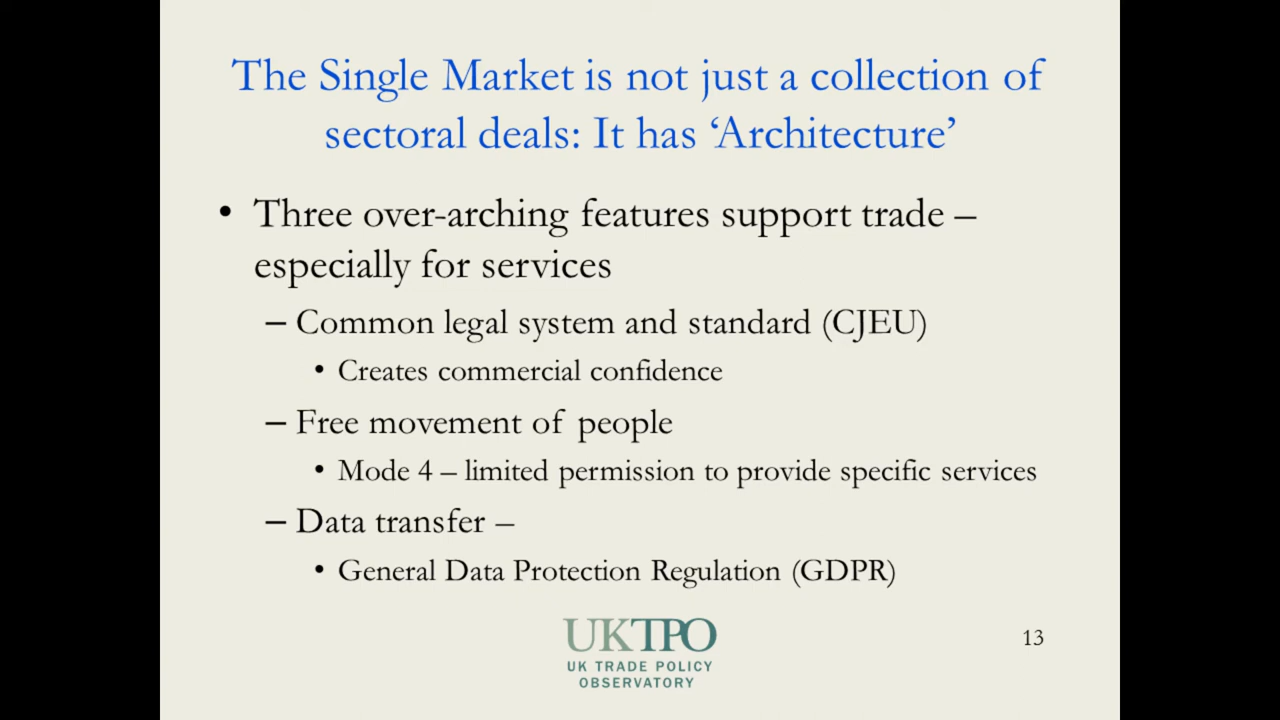 The Single Market is not just a collection of
sectoral deals: It has ‘Architecture’
• Three over-arching features support trade –
especially for services
– Common legal system and standard (CJEU)
• Creates commercial confidence
– Free movement of people
• Mode 4 – limited permission to provide specific services
– Data transfer –
• General Data Protection Regulation (GDPR)
UKTPO
UK TRADE POLICY
OBSERVATORY
13